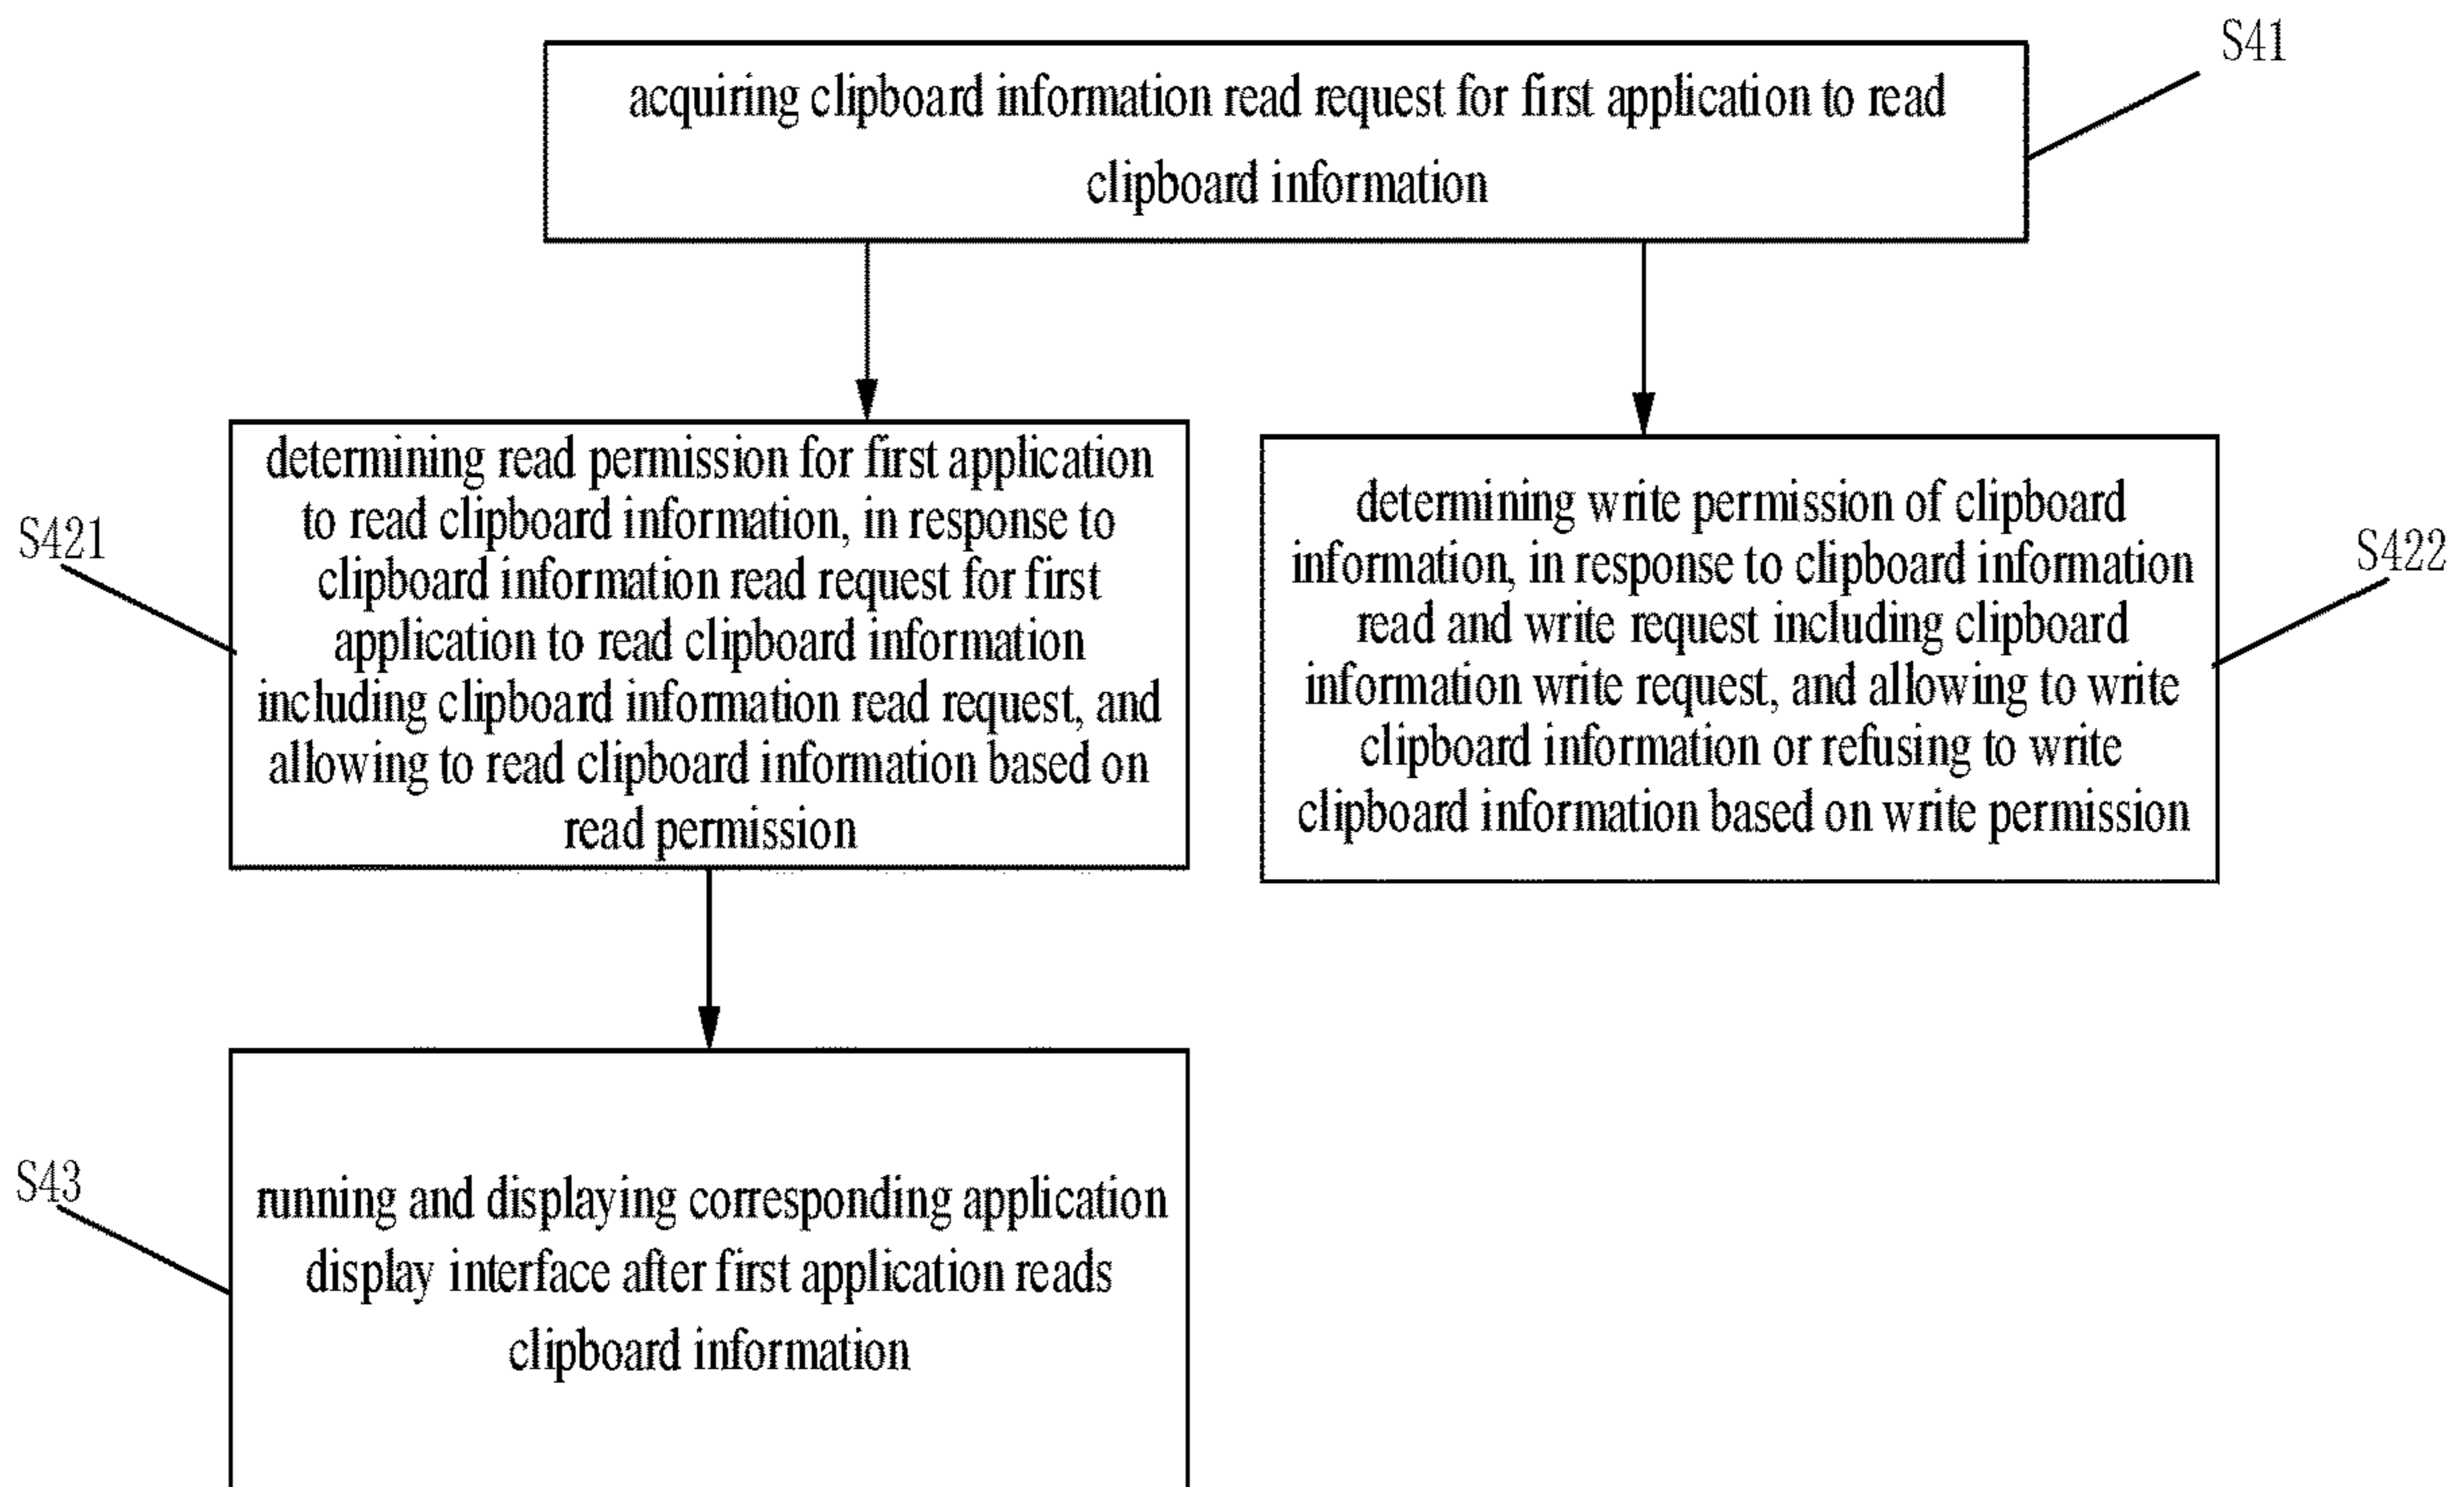 S41
acquiring clipboard information read request for first application to read
clipboard information
S421
determining read permission for first application
to read clipboard information, in response to
clipboard information read request for first
application to read clipboard information
including clipboard information read request, and
allowing to read clipboard information based on
read permission
S422
determining write permission of clipboard
information, in response to clipboard information
read and write request including clipboard
information write request, and allowing to write
clipboard information or refusing to write
clipboard information based on write permission
S43
running and displaying corresponding application
display interface after first application reads
clipboard information